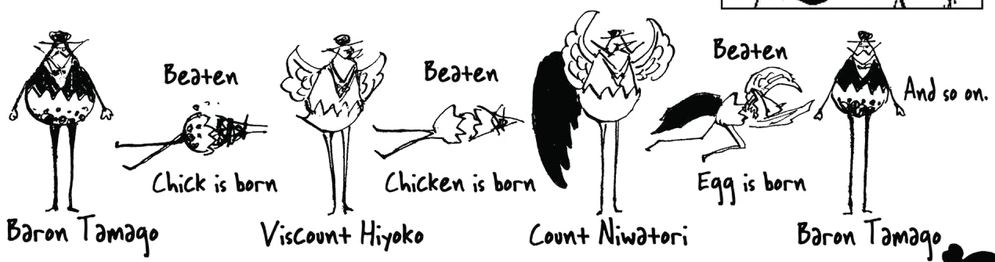 Beaten
Chick is born
Beaten
Chicken is born
Beaten
Egg is born
And so on.
Baron Tamago
Viscount Hiyoko
Count Niwatori
Baron Tamago